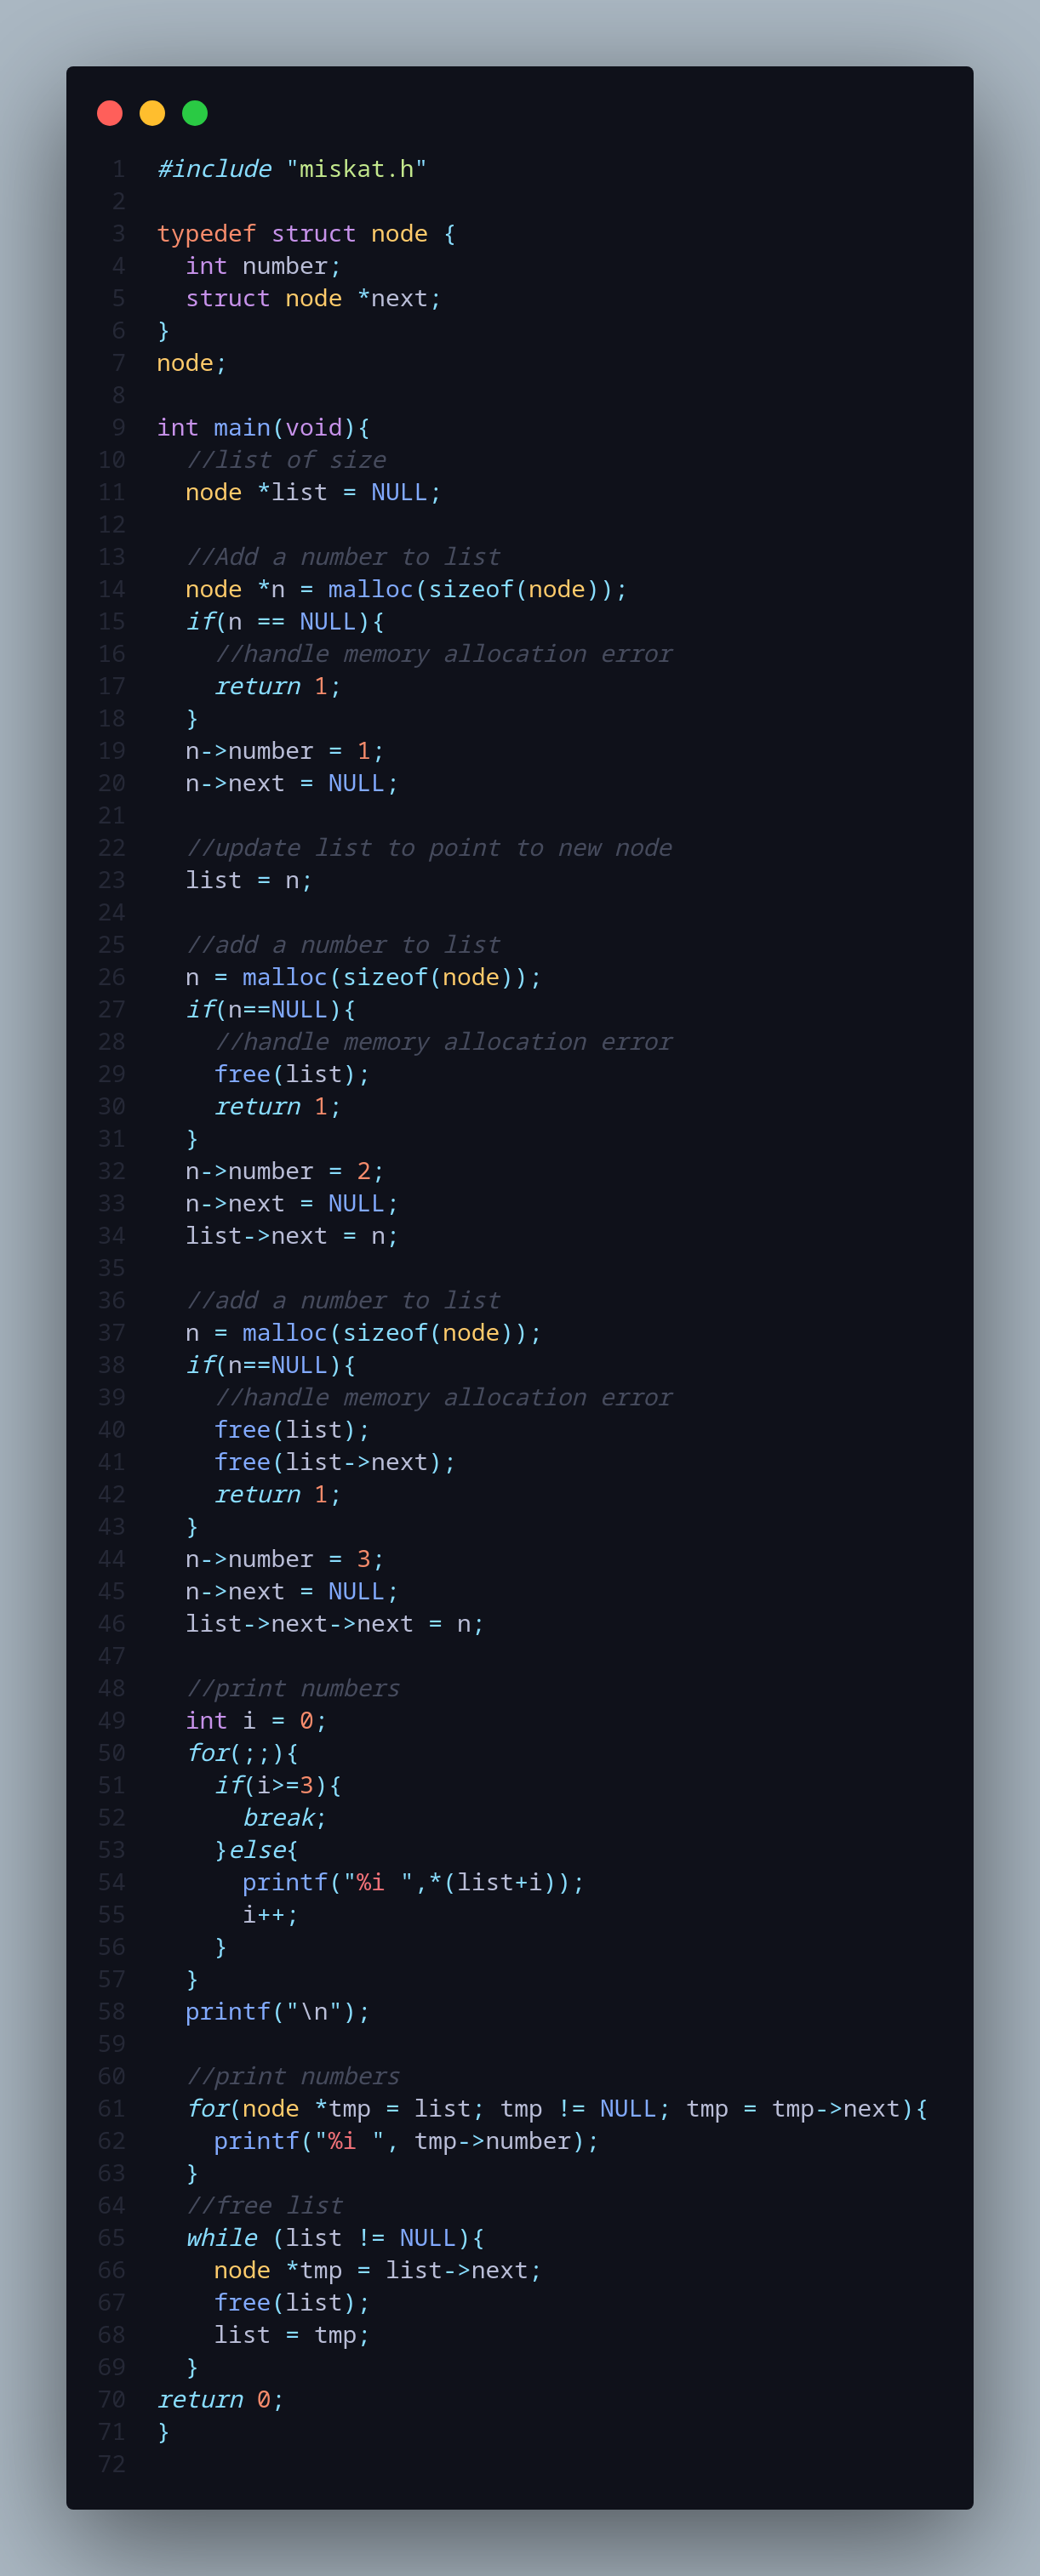 1 #include "miskat.h"
2
3 typedef struct node {
4   int number;
5   struct node *next;
6 }
7 node;
8
9 int main(void){
10   //list of size
11   node *list = NULL;
12
13   //Add a number to list
14   node *n = malloc(sizeof(node));
15   if(n == NULL){
16     //handle memory allocation error
17     return 1;
18   }
19   n->number = 1;
20   n->next = NULL;
21
22   //update list to point to new node
23   list = n;
24
25   //add a number to list
26   n = malloc(sizeof(node));
27   if(n==NULL){
28     //handle memory allocation error
29     free(list);
30     return 1;
31   }
32   n->number = 2;
33   n->next = NULL;
34   list->next = n;
35
36   //add a number to list
37   n = malloc(sizeof(node));
38   if(n==NULL){
39     //handle memory allocation error
40     free(list);
41     free(list->next);
42     return 1;
43   }
44   n->number = 3;
45   n->next = NULL;
46   list->next->next = n;
47
48   //print numbers
49   int i = 0;
50   for(;;){
51     if(i>=3){
52       break;
53     }else{
54       printf("%i ",*(list+i));
55       i++;
56     }
57   }
58   printf("\n");
59
60   //print numbers
61   for(node *tmp = list; tmp != NULL; tmp = tmp->next){
62     printf("%i ", tmp->number);
63   }
64   //free list
65   while (list != NULL){
66     node *tmp = list->next;
67     free(list);
68     list = tmp;
69   }
70 return 0;
71 }
72